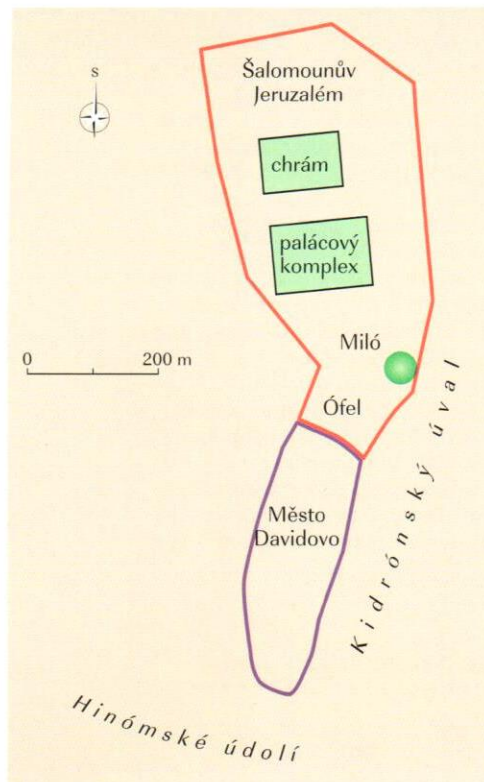 S
Šalomounův
Jeruzalém
chrám
palácový
komplex
Miló
0 200 m
Ófel
Město
Davidovo
Kidrónský úval
Hinómské údolí